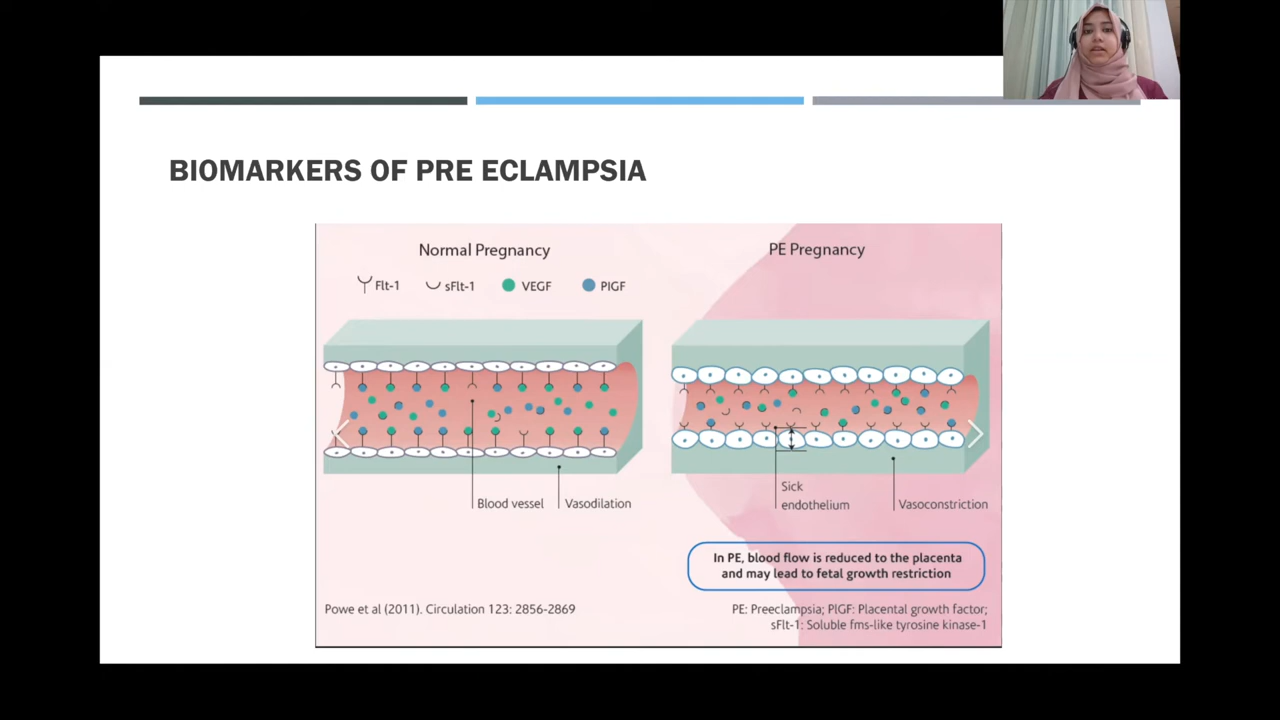 BIOMARKERS OF PRE ECLAMPSIA
Normal Pregnancy
Flt-1
sFlt-1
VEGF
PlGF
Blood vessel
Vasodilation
PE Pregnancy
Sick
endothelium
Vasoconstriction
In PE, blood flow is reduced to the placenta
and may lead to fetal growth restriction
Powe et al (2011). Circulation 123: 2856-2869
PE: Preeclampsia; PlGF: Placental growth factor;
sFlt-1: Soluble fms-like tyrosine kinase-1